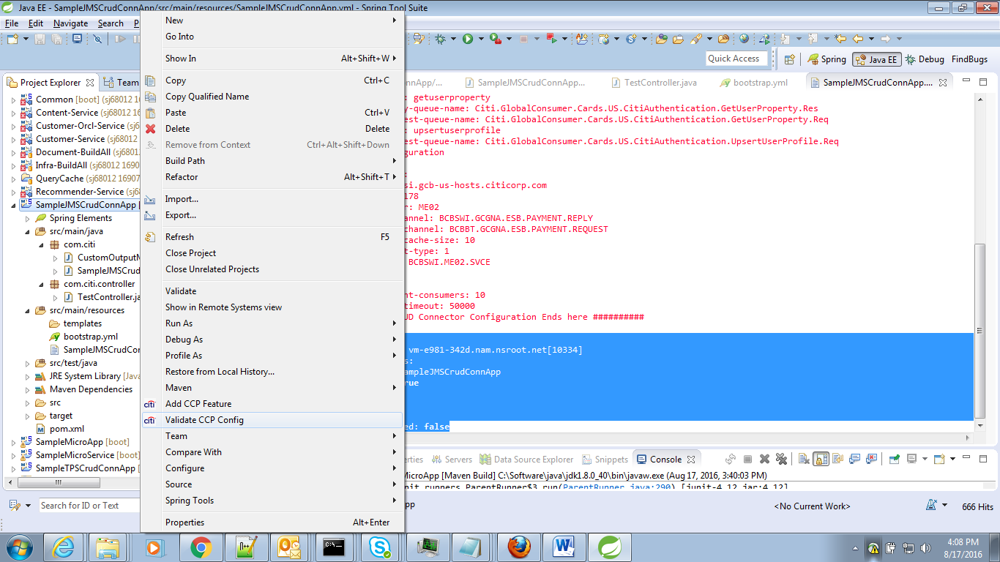 Java EE - SampleJMSCrudConnApp/src/main/resources/SampleJMSCrudConnApp.yml - Spring Tool Suite
File Edit Navigate Search P
Quick Access
Spring
Java EE
Debug
FindBugs
Project Explorer
Team
Common [boot] (sj68012 16
Content-Service (sj68012 1
Customer-Orcl-Service (sj6
Customer-Service (sj68012
Document-BuildAll (sj6801
Infra-BuildAll (sj68012 1690
QueryCache (sj68012 16907
Recommender-Service (sj68
SampleJMSCrudConnApp [
Spring Elements
src/main/java
com.citi
CustomOutputM
SampleJMSCrud
com.citi.controller
TestController.ja
src/main/resources
templates
bootstrap.yml
SampleJMSCrudCor
src/test/java
JRE System Library [Java
Maven Dependencies
src
target
pom.xml
SampleMicroApp [boot]
SampleMicroService [boot]
SampleTPSCrudConnApp [
Search for ID or Text
New
Go Into
Show In Alt+Shift+W
Copy Ctrl+C
Copy Qualified Name
Paste Ctrl+V
Delete Delete
Remove from Context Ctrl+Alt+Shift+Down
Build Path
Refactor Alt+Shift+T
Import...
Export...
Refresh F5
Close Project
Close Unrelated Projects
Validate
Show in Remote Systems view
Run As
Debug As
Profile As
Restore from Local History...
Maven
citi Add CCP Feature
citi Validate CCP Config
Team
Compare With
Configure
Source
Spring Tools
Properties Alt+Enter
nnApp/...
SampleJMSCrudConnApp...
TestController.java
bootstrap.yml
SampleJMSCrudConnApp....
: getuserproperty
y-queue-name: Citi.GlobalConsumer.Cards.US.CitiAuthentication.GetUserProperty.Res
est-queue-name: Citi.GlobalConsumer.Cards.US.CitiAuthentication.GetUserProperty.Req
: upsertuserprofile
est-queue-name: Citi.GlobalConsumer.Cards.US.CitiAuthentication.UpsertUserProfile.Req
guration
:
si.gcb-us-hosts.citicorp.com
178
r: ME02
hannel: BCBSWI.GCGNA.ESB.PAYMENT.REPLY
channel: BCBBT.GCGNA.ESB.PAYMENT.REQUEST
cache-size: 10
t-type: 1
BCBSWI.ME02.SVCE
nt-consumers: 10
timeout: 50000
UD Connector Configuration Ends here ##########
vm-e981-342d.nam.nsroot.net[10334]
s:
ampleJMSCrudConnApp
rue
ed: false
erties
Servers
Data Source Explorer
Snippets
Console
MicroApp [Maven Build] C:\Software\java\jdk1.8.0_40\bin\javaw.exe (Aug 17, 2016, 3:40:03 PM)
unit.runners.ParentRunner$3.run(ParentRunner.java:290) [junit-4.12.jar:4.12]
pp
<No Current Work>
666 Hits
4:08 PM
8/17/2016